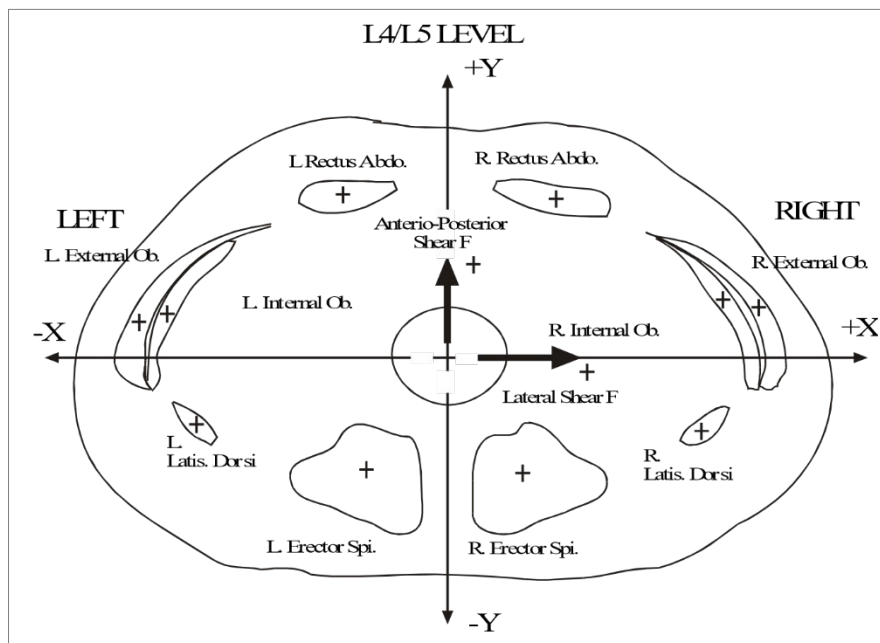 L4/L5 LEVEL
+Y
L Rectus Abdo.
R. Rectus Abdo.
LEFT
RIGHT
Anterio-Posterior
Shear F
L. External Ob.
R. External Ob.
L. Internal Ob.
R. Internal Ob.
-X
+X
Lateral Shear F
L.
Latis. Dorsi
R.
Latis. Dorsi
L. Erector Spi.
R. Erector Spi.
-Y